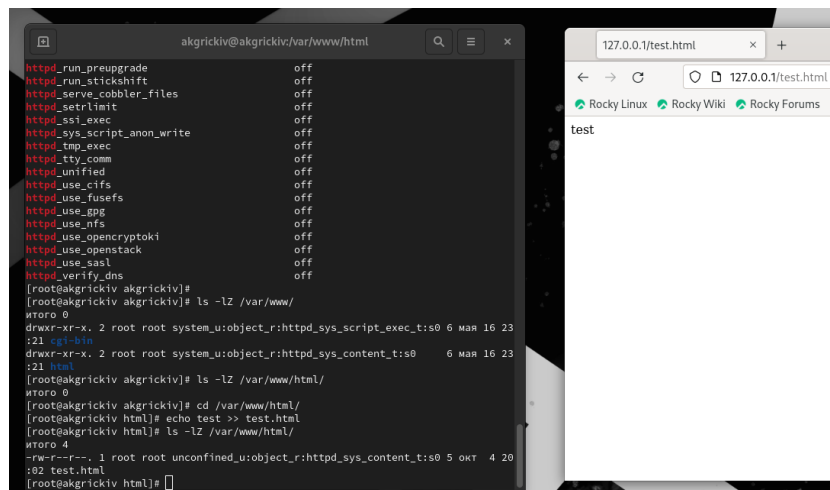 akgrickiv@akgrickiv:/var/www/html
httpd_run_preupgrade off
httpd_run_stickshift off
httpd_serve_cobbler_files off
httpd_setrlimit off
httpd_ssi_exec off
httpd_sys_script_anon_write off
httpd_tmp_exec off
httpd_tty_comm off
httpd_unified off
httpd_use_cifs off
httpd_use_fusefs off
httpd_use_gpg off
httpd_use_nfs off
httpd_use_opencryptoki off
httpd_use_openstack off
httpd_use_sasl off
httpd_verify_dns off
[root@akgrickiv akgrickiv]#
[root@akgrickiv akgrickiv]# ls -lZ /var/www/
итого 0
drwxr-xr-x. 2 root root system_u:object_r:httpd_sys_script_exec_t:s0 6 мая 16 23
:21 cgi-bin
drwxr-xr-x. 2 root root system_u:object_r:httpd_sys_content_t:s0 6 мая 16 23
:21 html
[root@akgrickiv akgrickiv]# ls -lZ /var/www/html/
итого 0
[root@akgrickiv akgrickiv]# cd /var/www/html/
[root@akgrickiv html]# echo test >> test.html
[root@akgrickiv html]# ls -lZ /var/www/html/
итого 4
-rw-r--r--. 1 root root unconfined_u:object_r:httpd_sys_content_t:s0 5 окт 4 20
:02 test.html
[root@akgrickiv html]#
127.0.0.1/test.html
127.0.0.1/test.html
Rocky Linux Rocky Wiki Rocky Forums
test